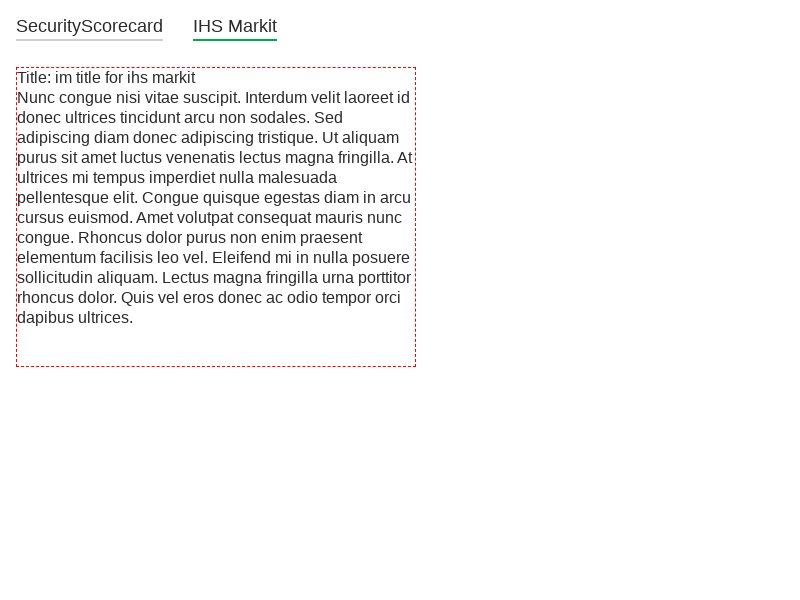 SecurityScorecard
IHS Markit
Title: im title for ihs markit
Nunc congue nisi vitae suscipit. Interdum velit laoreet id
donec ultrices tincidunt arcu non sodales. Sed
adipiscing diam donec adipiscing tristique. Ut aliquam
purus sit amet luctus venenatis lectus magna fringilla. At
ultrices mi tempus imperdiet nulla malesuada
pellentesque elit. Congue quisque egestas diam in arcu
cursus euismod. Amet volutpat consequat mauris nunc
congue. Rhoncus dolor purus non enim praesent
elementum facilisis leo vel. Eleifend mi in nulla posuere
sollicitudin aliquam. Lectus magna fringilla urna porttitor
rhoncus dolor. Quis vel eros donec ac odio tempor orci
dapibus ultrices.